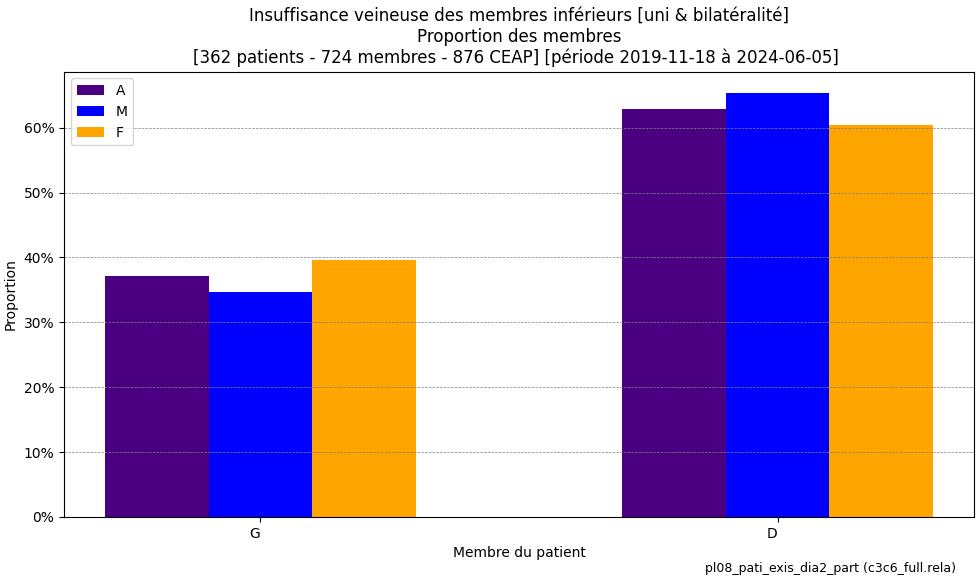 Insuffisance veineuse des membres inférieurs [uni & bilatéralité]
Proportion des membres
[362 patients - 724 membres - 876 CEAP] [période 2019-11-18 à 2024-06-05]
A
M
F
60%
50%
40%
30%
20%
10%
0%
Proportion
G
D
Membre du patient
pl08_pati_exis_dia2_part (c3c6_full.rela)